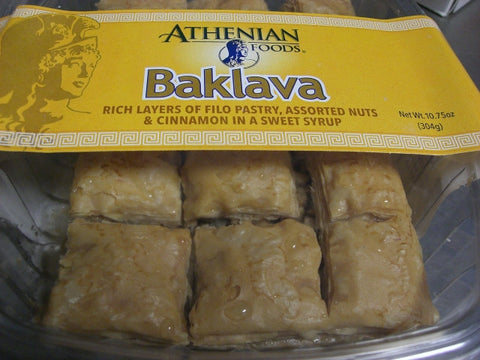 ATHENIAN
FOODS®
Baklava
RICH LAYERS OF FILO PASTRY, ASSORTED NUTS
& CINNAMON IN A SWEET SYRUP
Net Wt. 10.75oz
(304g)